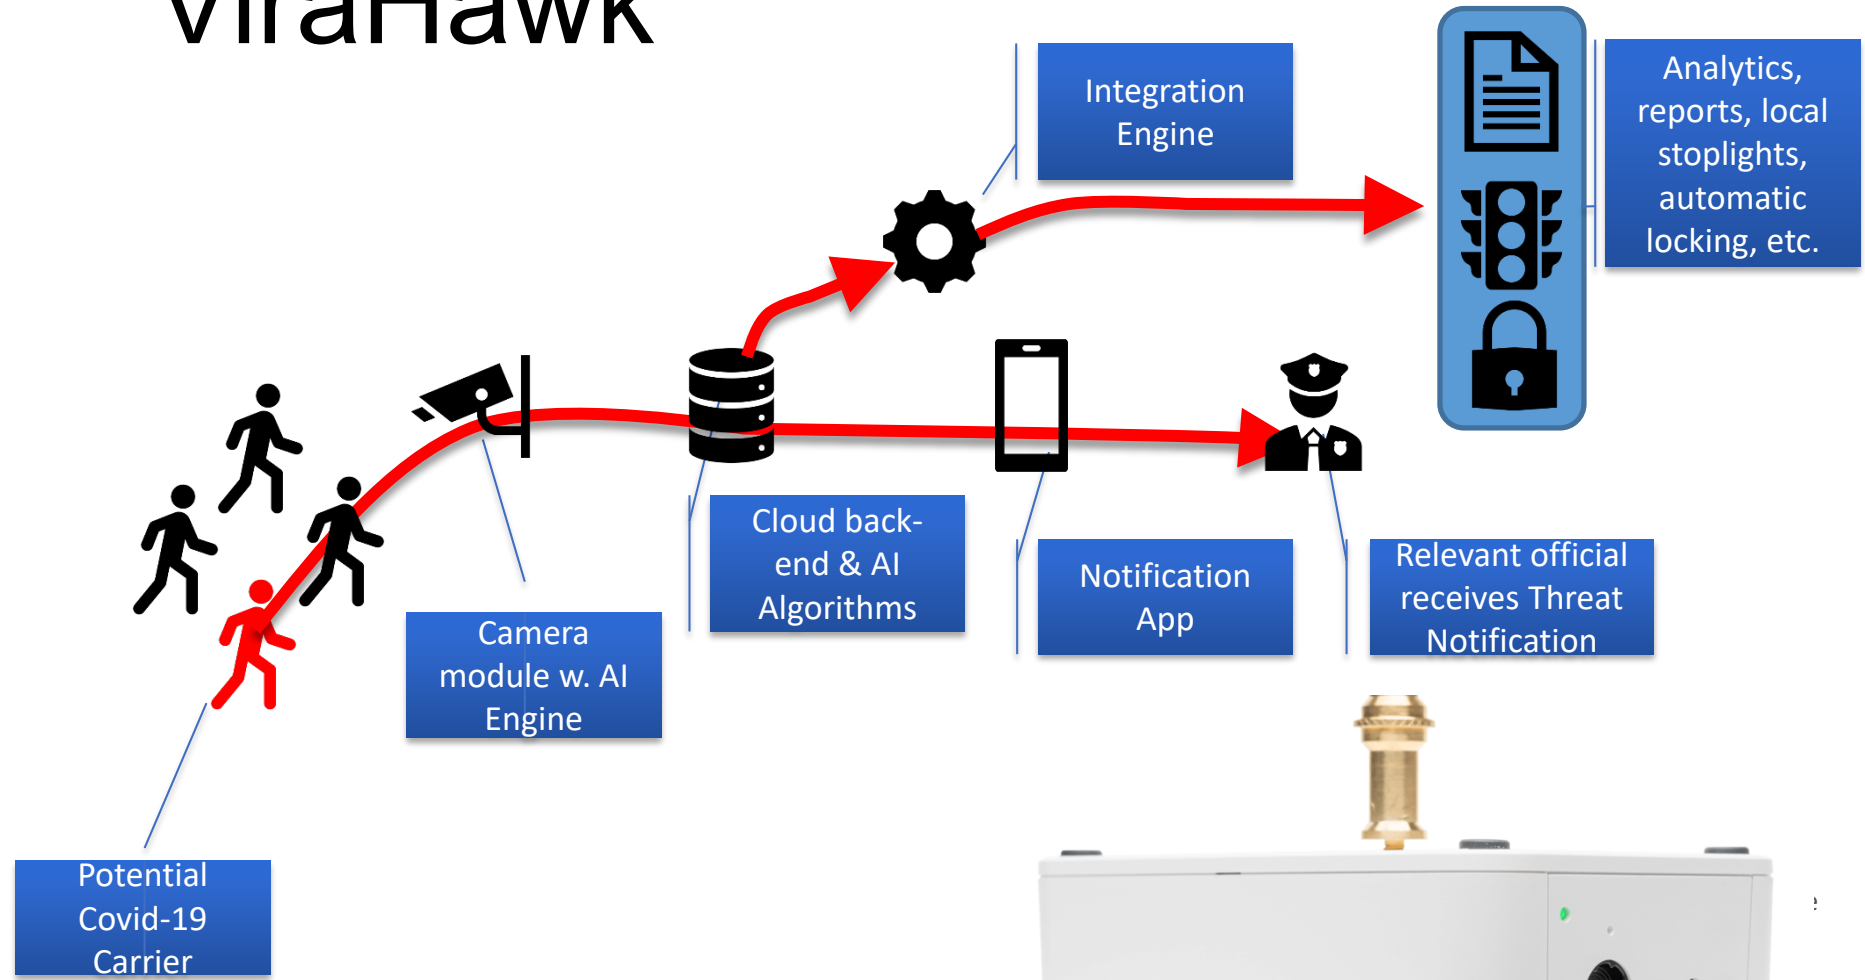 ViraHawk
Integration
Engine
Analytics,
reports, local
stoplights,
automatic
locking, etc.
Cloud back-
end & AI
Algorithms
Notification
App
Relevant official
receives Threat
Notification
Camera
module w. AI
Engine
Potential
Covid-19
Carrier